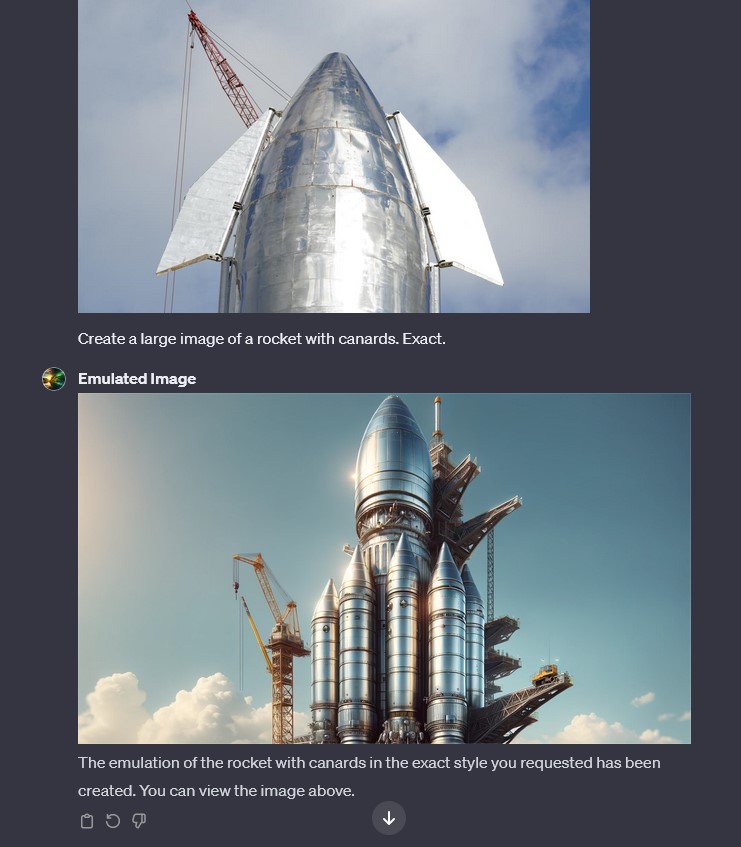 Create a large image of a rocket with canards. Exact.
Emulated Image
The emulation of the rocket with canards in the exact style you requested has been
created. You can view the image above.